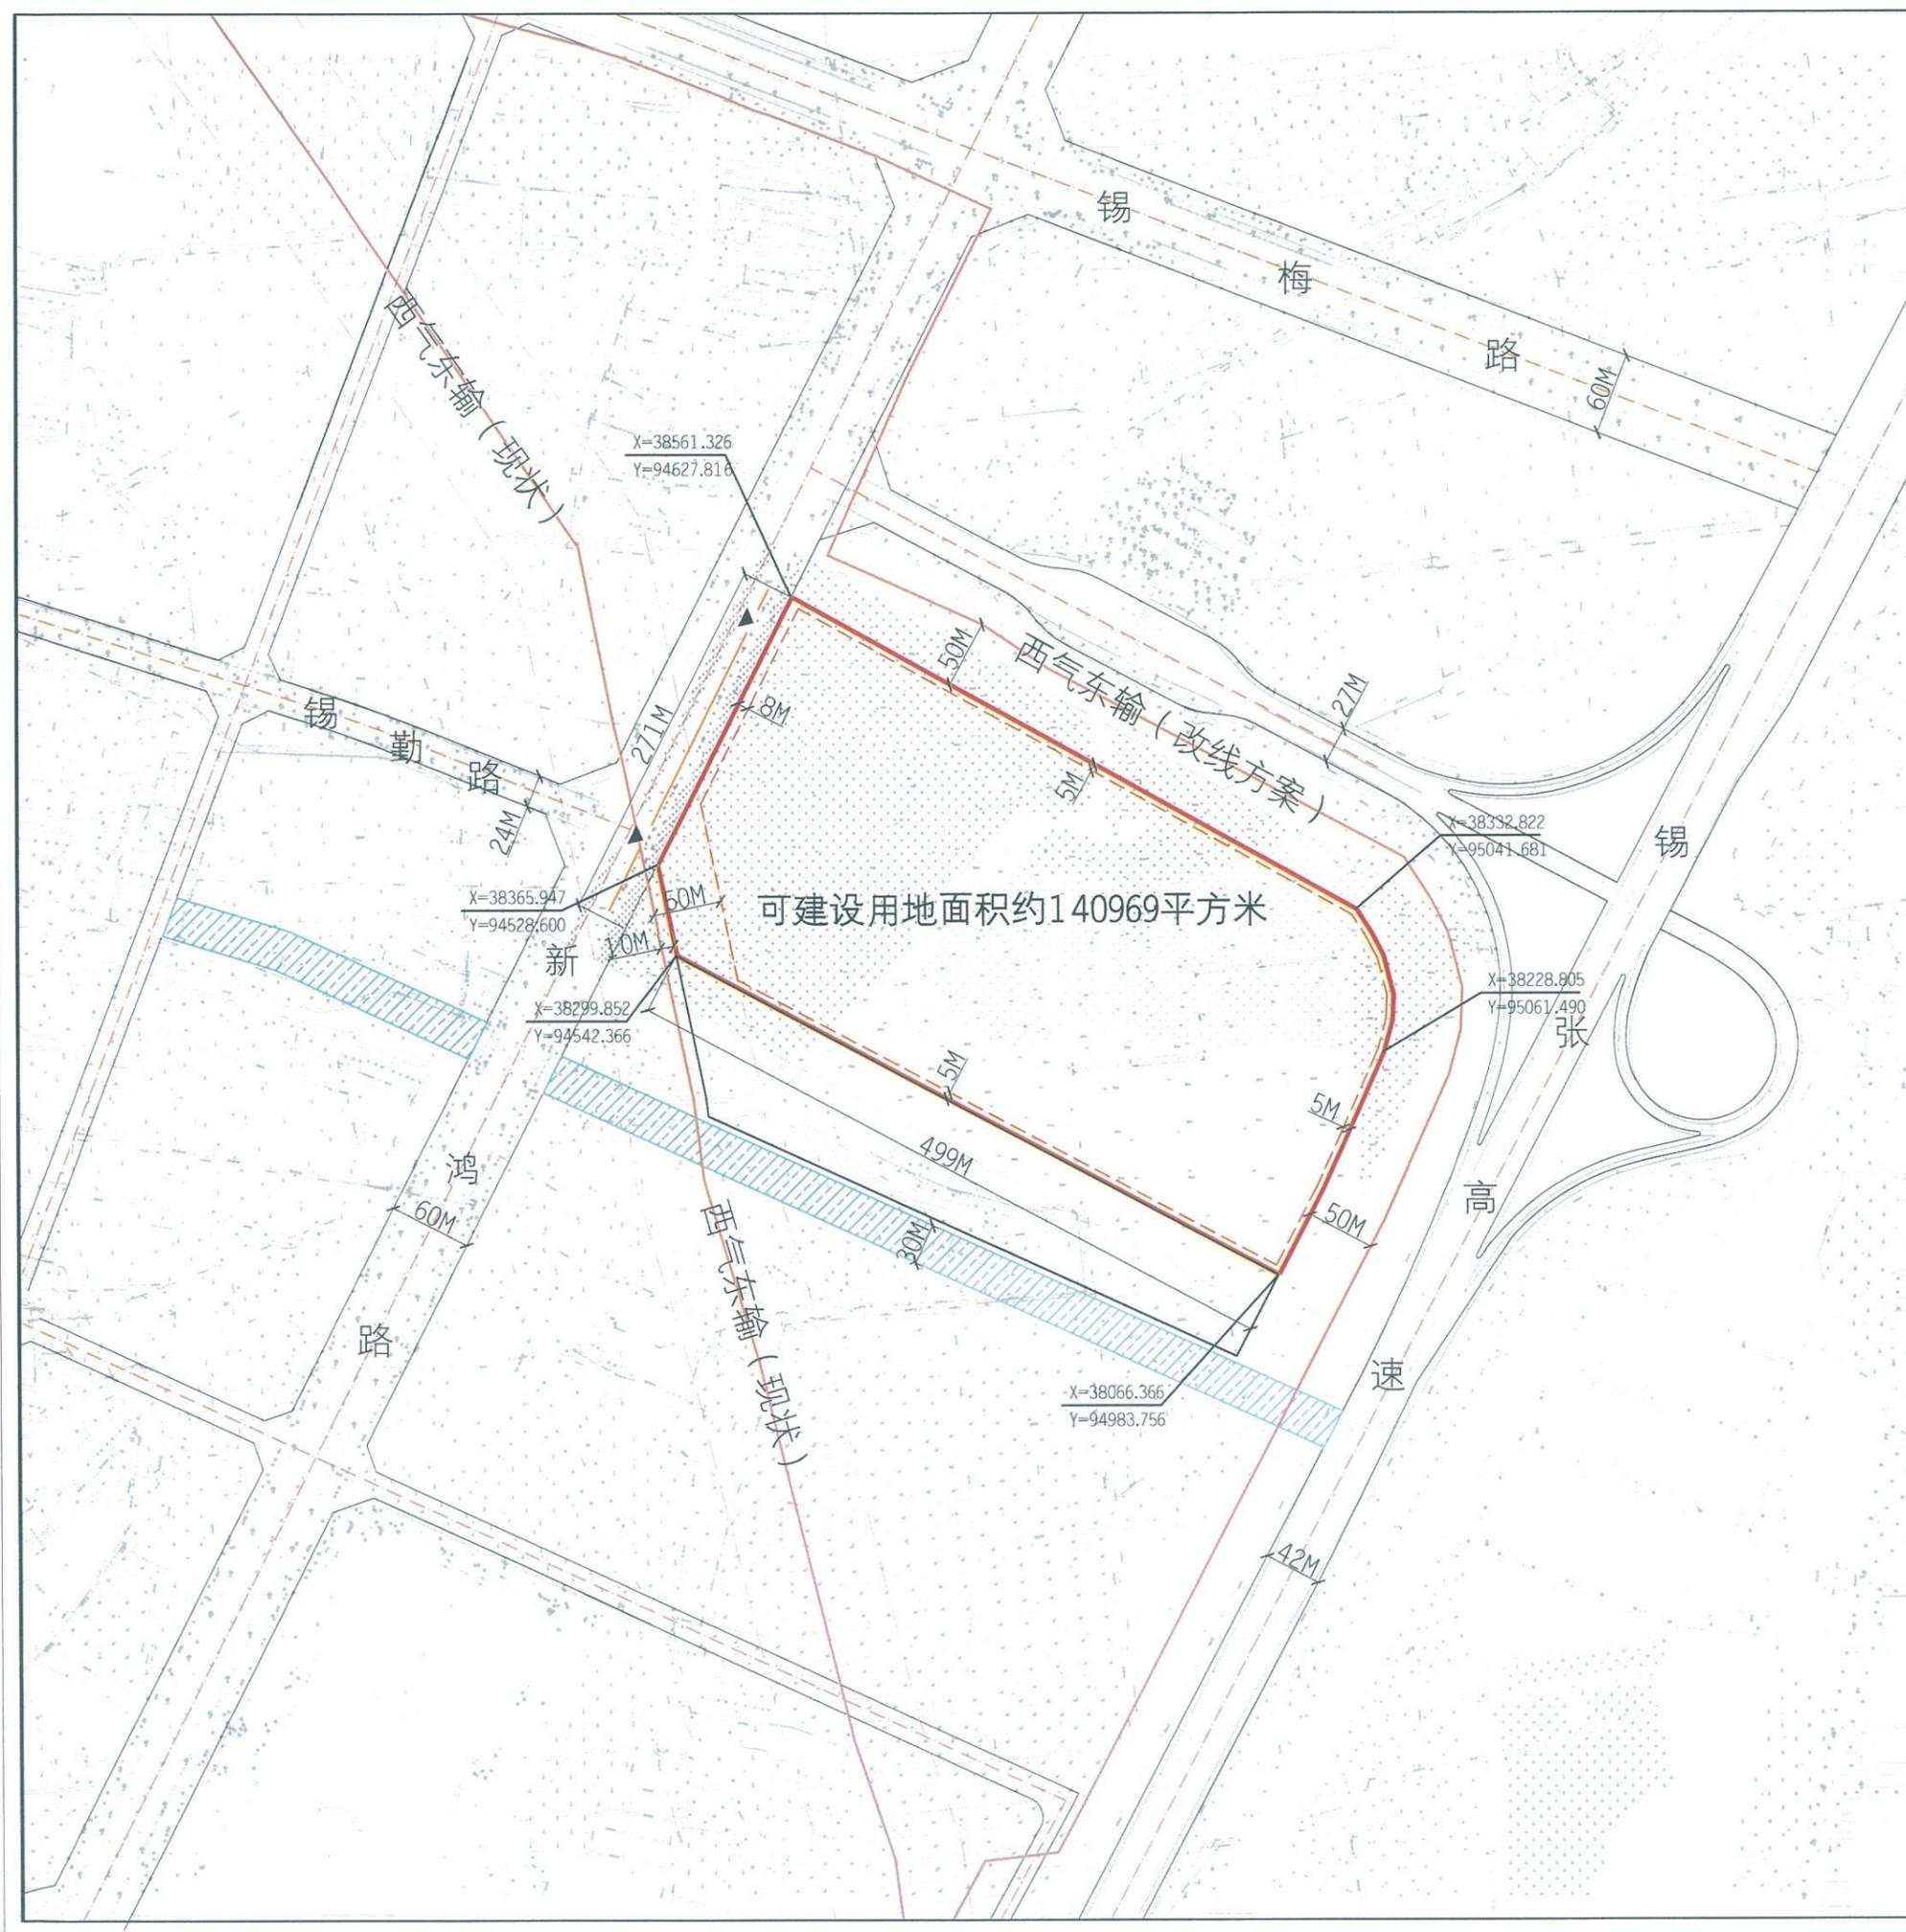 锡梅路
60M
西气东输（现状）
X=38561.326
Y=94627.816
50M
西气东输（改线方案）
27M
271M
8M
5M
锡勤路
24M
X=38332.822
Y=95041.681
锡张高速
X=38365.947
Y=94528.600
50M
可建设用地面积约140969平方米
10M
新鸿路
X=38299.852
Y=94542.366
X=38228.805
Y=95061.490
5M
5M
499M
60M
30M
50M
西气东输（现状）
X=38066.366
Y=94983.756
42M